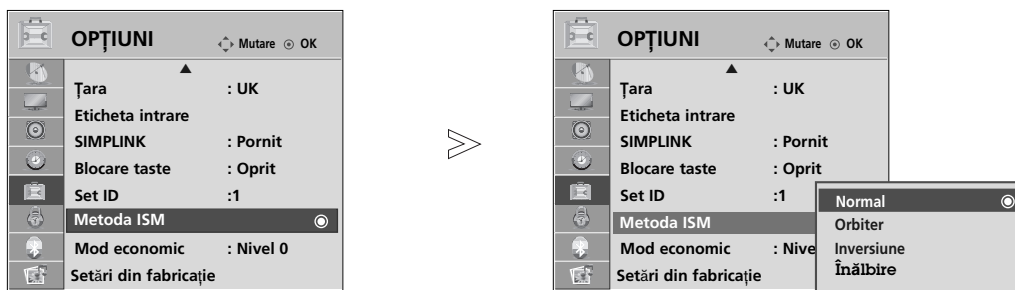 OPȚIUNI
Mutare OK
Țara : UK
Eticheta intrare
SIMPLINK : Pornit
Blocare taste : Oprit
Set ID :1
Metoda ISM
Mod economic : Nivel 0
Setări din fabricație
OPȚIUNI
Mutare OK
Țara : UK
Eticheta intrare
SIMPLINK : Pornit
Blocare taste : Oprit
Set ID :1
Metoda ISM
Mod economic : Nive
Setări din fabricație
Normal
Orbiter
Inversiune
Înălbire